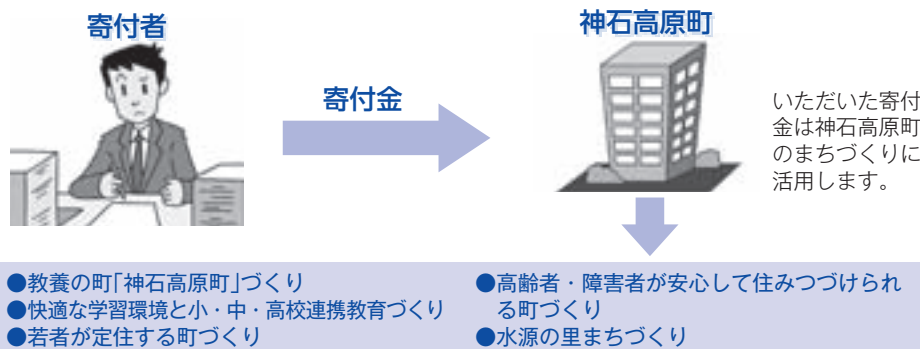 寄付者
神石高原町
寄付金
いただいた寄付
金は神石高原町
のまちづくりに
活用します。
●教養の町｢神石高原町｣づくり
●快適な学習環境と小・中・高校連携教育づくり
●若者が定住する町づくり
●高齢者・障害者が安心して住みつづけられ
る町づくり
●水源の里まちづくり